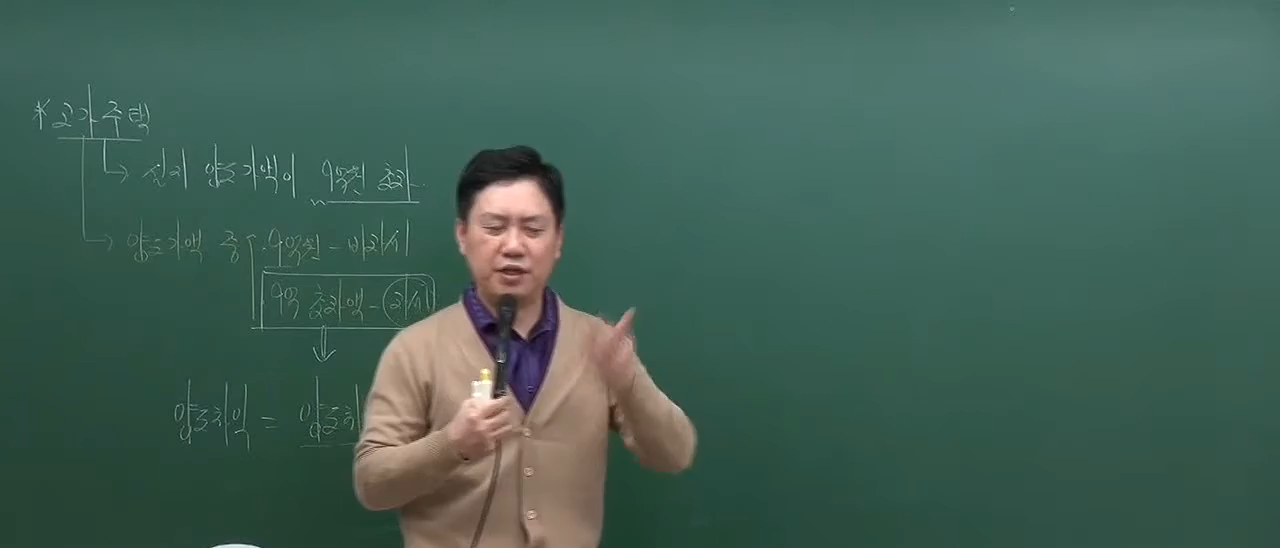 * 고가주택
→ 실지 양도가액이 9억원 초과
→ 양도가액 중 9억원 - 비과세
9억 초과액 - 과세
양도차익 = 양도차